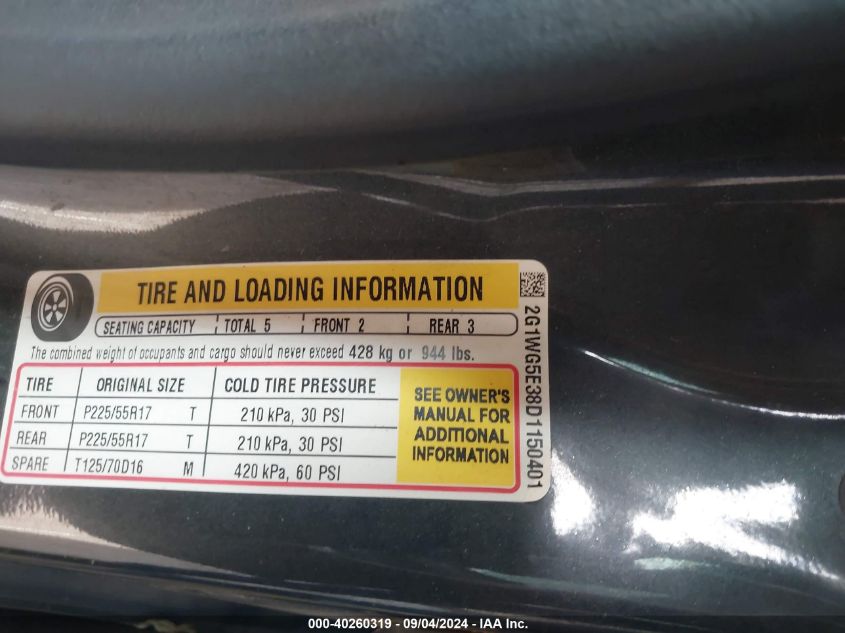 TIRE AND LOADING INFORMATION
SEATING CAPACITY TOTAL 5 FRONT 2 REAR 3
The combined weight of occupants and cargo should never exceed 428 kg or 944 lbs.
TIRE ORIGINAL SIZE COLD TIRE PRESSURE
FRONT P225/55R17 T 210 kPa, 30 PSI
REAR P225/55R17 T 210 kPa, 30 PSI
SPARE T125/70D16 M 420 kPa, 60 PSI
SEE OWNER'S
MANUAL FOR
ADDITIONAL
INFORMATION
2G1WG5E38D1150401
000-40260319 - 09/04/2024 - IAA Inc.